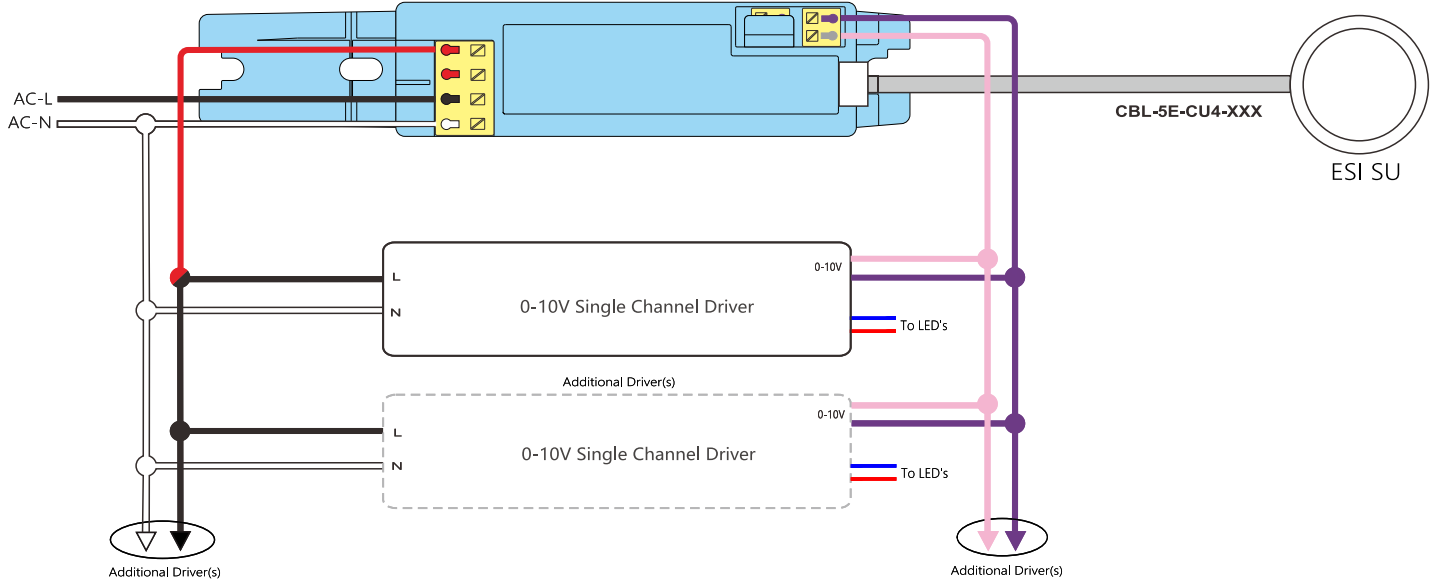 AC-L
AC-N
CBL-5E-CU4-XXX
ESI SU
L
N
0-10V Single Channel Driver
0-10V
To LED's
Additional Driver(s)
L
N
0-10V Single Channel Driver
0-10V
To LED's
Additional Driver(s)
Additional Driver(s)